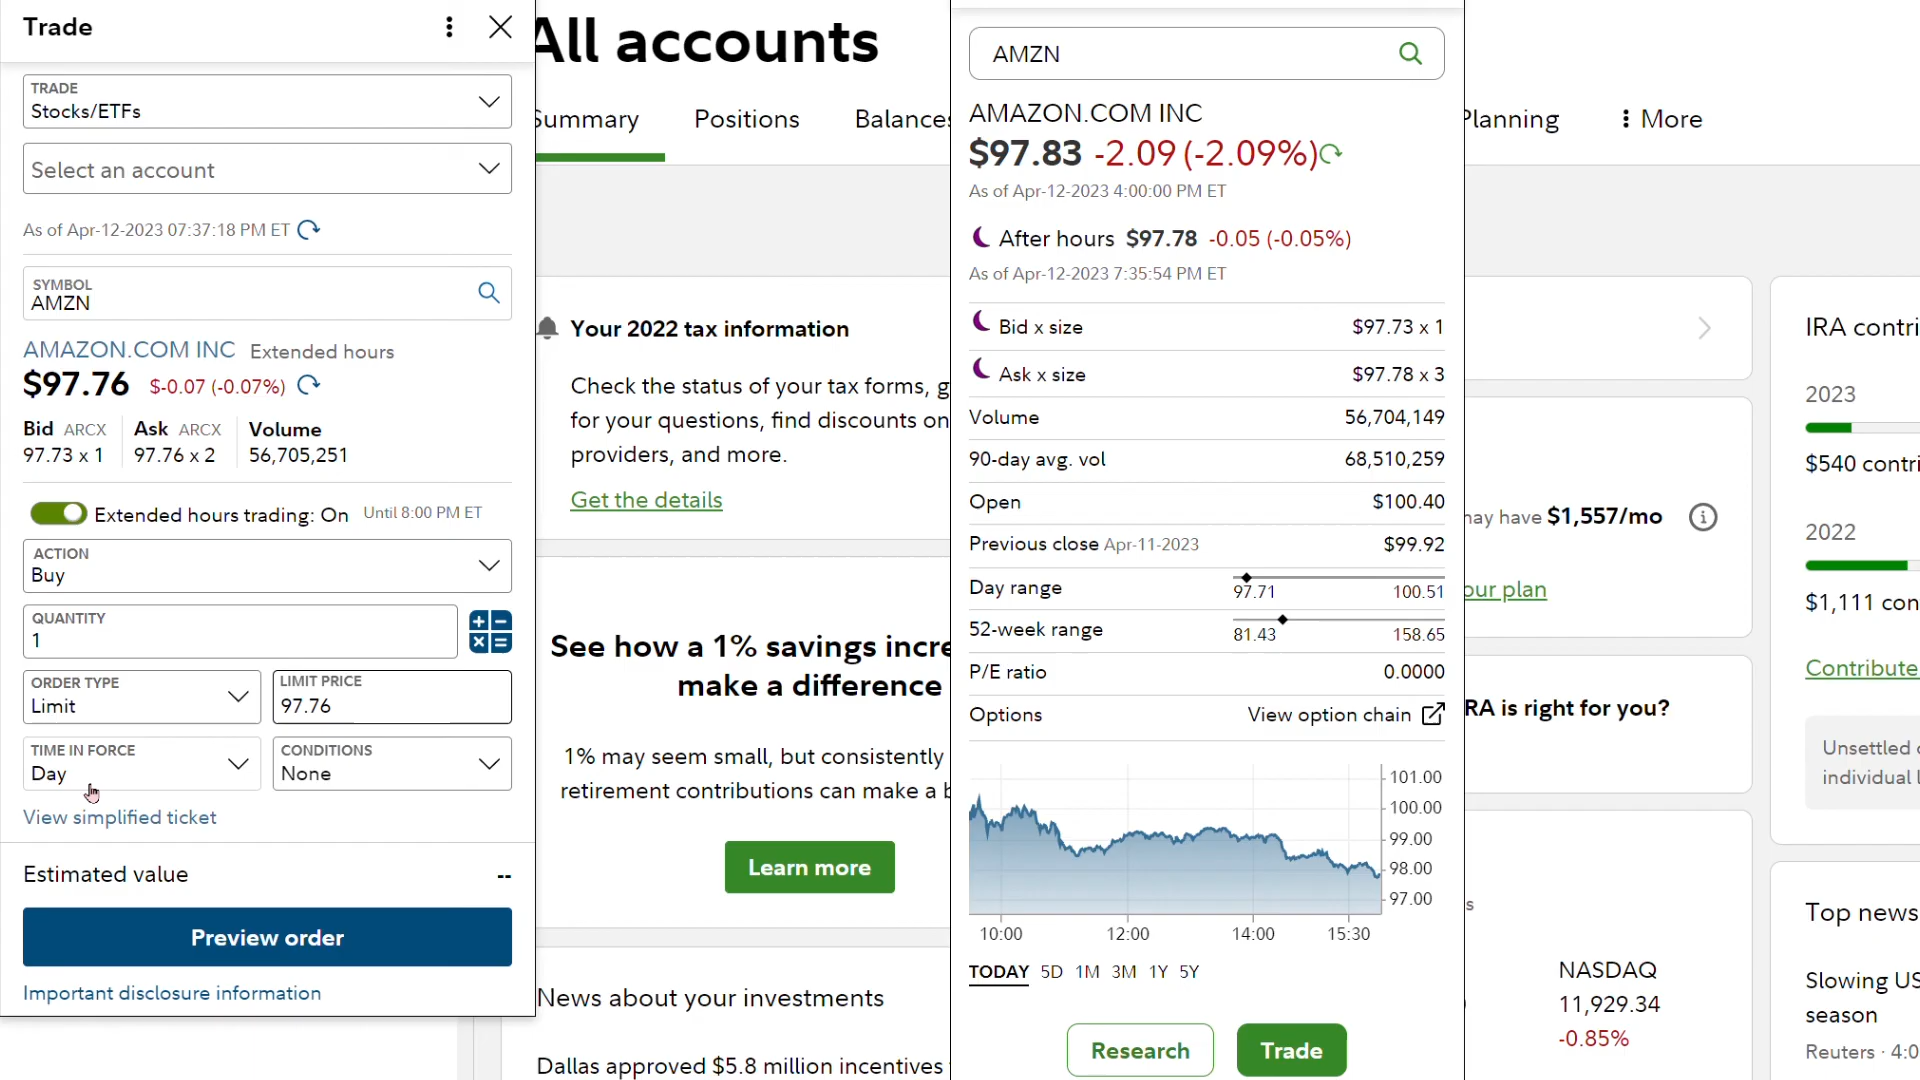 Trade
TRADE
Stocks/ETFs
Select an account
As of Apr-12-2023 07:37:18 PM ET
SYMBOL
AMZN
AMAZON.COM INC Extended hours
$97.76 $-0.07 (-0.07%)
Bid ARCX Ask ARCX Volume
97.73 x 1 97.76 x 2 56,705,251
Extended hours trading: On Until 8:00 PM ET
ACTION
Buy
QUANTITY
1
ORDER TYPE
Limit
LIMIT PRICE
97.76
TIME IN FORCE
Day
CONDITIONS
None
View simplified ticket
Estimated value --
Preview order
Important disclosure information
All accounts
Summary Positions Balances
Your 2022 tax information
Check the status of your tax forms, g
for your questions, find discounts on
providers, and more.
Get the details
See how a 1% savings incre
make a difference
1% may seem small, but consistently
retirement contributions can make a b
Learn more
News about your investments
Dallas approved $5.8 million incentives
AMZN
AMAZON.COM INC
$97.83 -2.09 (-2.09%)
As of Apr-12-2023 4:00:00 PM ET
After hours $97.78 -0.05 (-0.05%)
As of Apr-12-2023 7:35:54 PM ET
Bid x size $97.73 x 1
Ask x size $97.78 x 3
Volume 56,704,149
90-day avg. vol 68,510,259
Open $100.40
Previous close Apr-11-2023 $99.92
Day range 97.71 100.51
52-week range 81.43 158.65
P/E ratio 0.0000
Options View option chain
101.00
100.00
99.00
98.00
97.00
10:00 12:00 14:00 15:30
TODAY 5D 1M 3M 1Y 5Y
Research Trade
Planning More
may have $1,557/mo
our plan
RA is right for you?
s
NASDAQ
11,929.34
-0.85%
IRA contri
2023
$540 contri
2022
$1,111 con
Contribute
Unsettled c
individual l
Top news
Slowing US
season
Reuters · 4:0